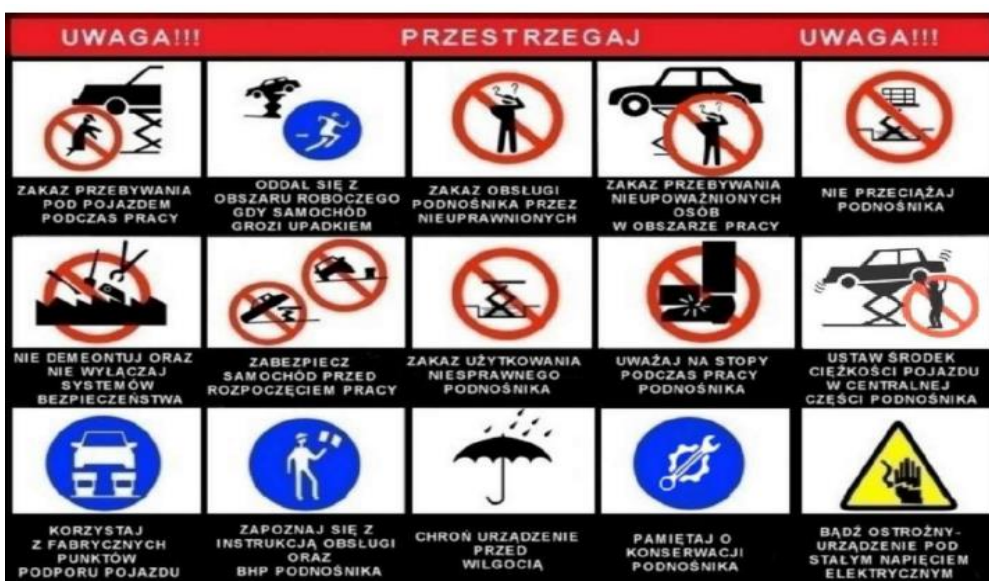 UWAGA!!! PRZESTRZEGAJ UWAGA!!!
ZAKAZ PRZEBYWANIA
POD POJAZDEM
PODCZAS PRACY
ODDAL SIĘ Z
OBSZARU ROBOCZEGO
GDY SAMOCHÓD
GROZI UPADKIEM
ZAKAZ OBSŁUGI
PODNOŚNIKA PRZEZ
NIEUPRAWNIONYCH
ZAKAZ PRZEBYWANIA
NIEUPOWAŻNIONYCH
OSÓB
W OBSZARZE PRACY
NIE PRZECIĄŻAJ
PODNOŚNIKA
NIE DEMEONTUJ ORAZ
NIE WYŁĄCZAJ
SYSTEMÓW
BEZPIECZEŃSTWA
ZABEZPIECZ
SAMOCHÓD PRZED
ROZPOCZĘCIEM PRACY
ZAKAZ UŻYTKOWANIA
NIESPRAWNEGO
PODNOŚNIKA
UWAŻAJ NA STOPY
PODCZAS PRACY
PODNOŚNIKA
USTAW ŚRODEK
CIĘŻKOŚCI POJAZDU
W CENTRALNEJ
CZĘŚCI PODNOŚNIKA
KORZYSTAJ
Z FABRYCZNYCH
PUNKTÓW
PODPORU POJAZDU
ZAPOZNAJ SIĘ Z
INSTRUKCJĄ OBSŁUGI
ORAZ
BHP PODNOŚNIKA
CHROŃ URZĄDZENIE
PRZED
WILGOCIĄ
PAMIĘTAJ O
KONSERWACJI
PODNOŚNIKA
BĄDŹ OSTROŻNY-
URZĄDZENIE POD
STAŁYM NAPIĘCIEM
ELEKTRYCZNYM